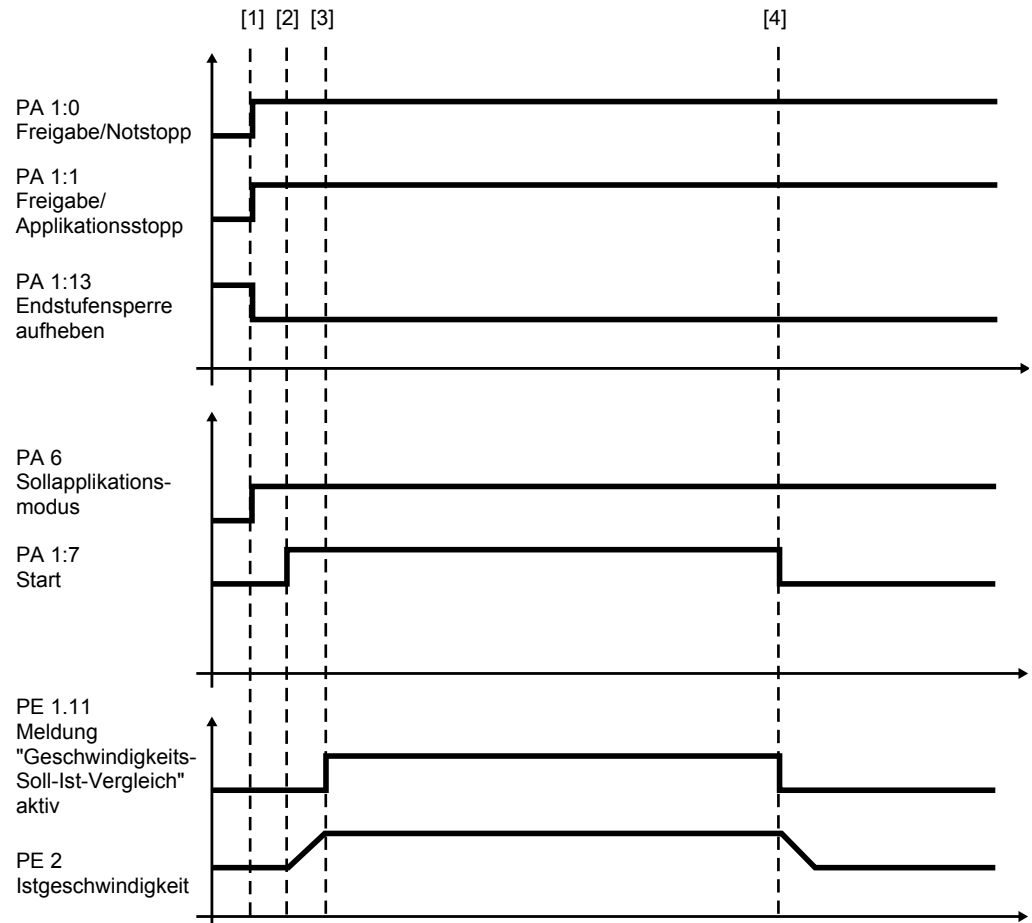 [1] [2] [3] [4]
PA 1:0
Freigabe/Notstopp
PA 1:1
Freigabe/
Applikationsstopp
PA 1:13
Endstufensperre
aufheben
PA 6
Sollapplikations-
modus
PA 1:7
Start
PE 1.11
Meldung
"Geschwindigkeits-
Soll-Ist-Vergleich"
aktiv
PE 2
Istgeschwindigkeit